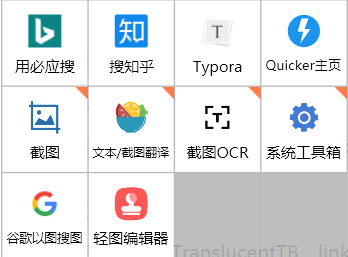 用必应搜
搜知乎
Typora
Quicker主页
截图
文本/截图翻译
截图OCR
系统工具箱
谷歌以图搜图
轻图编辑器
TranslucentTB
link